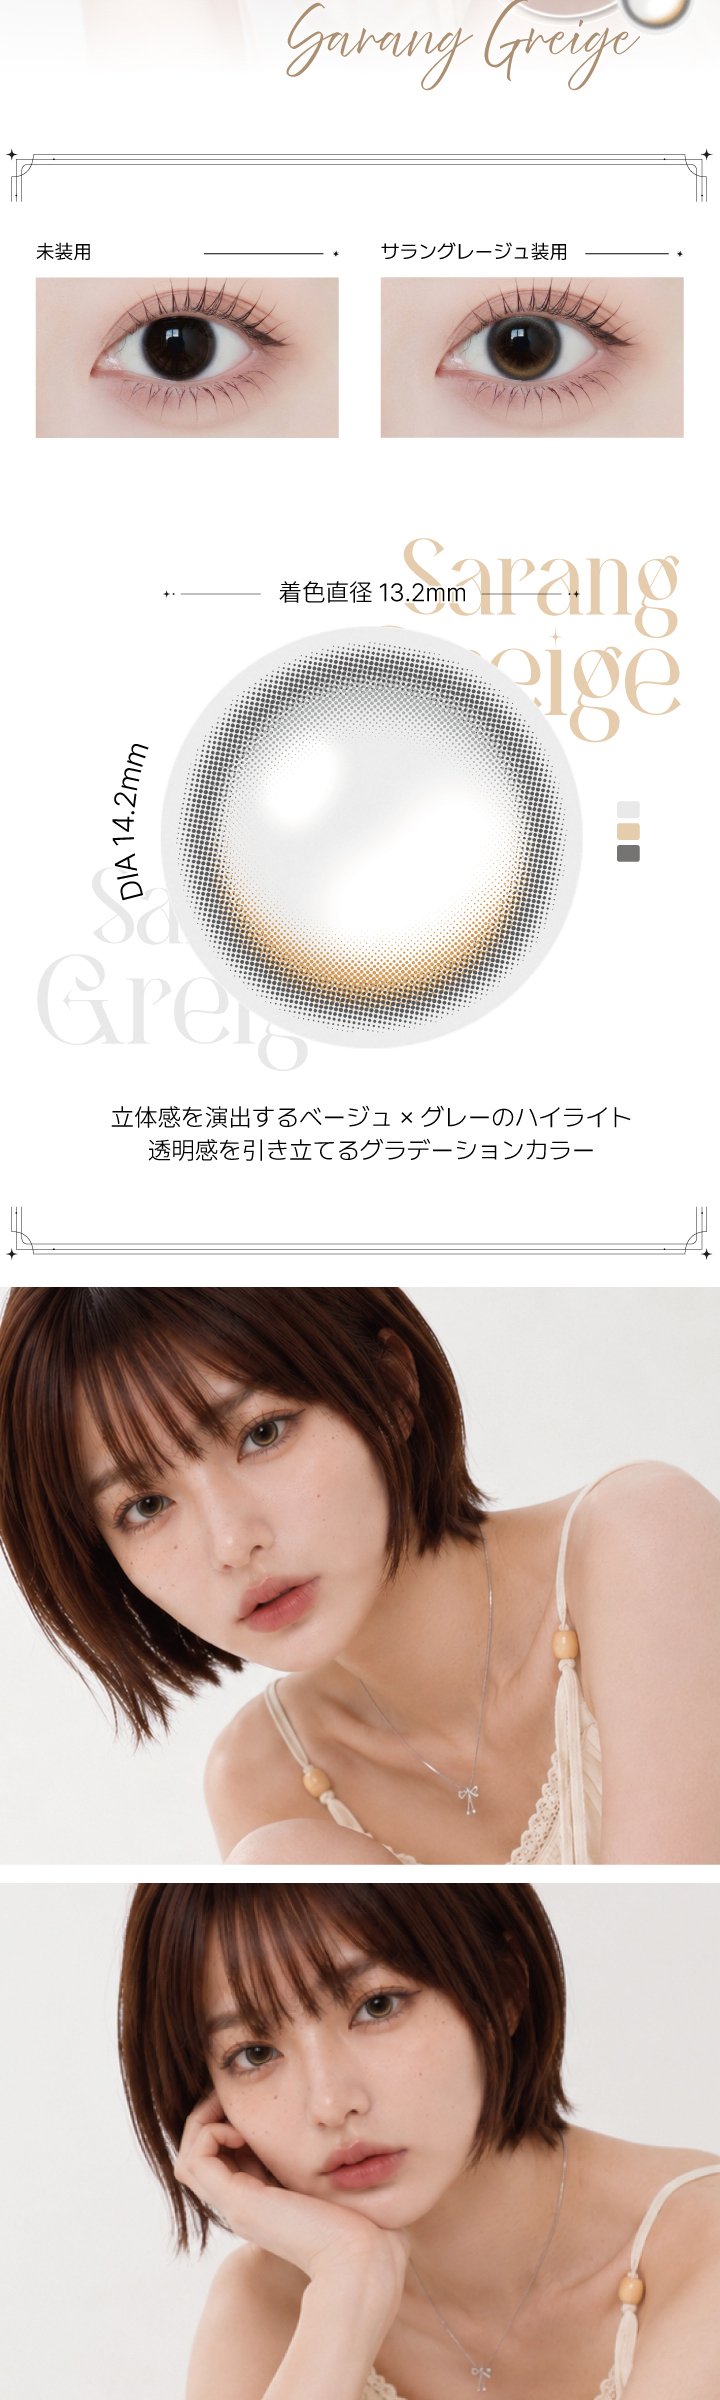 Sarang Greige
未装用
サラングレージュ装用
Sarang
着色直径 13.2mm
eige
DIA 14.2mm
Sa
Greig
立体感を演出するベージュ × グレーのハイライト
透明感を引き立てるグラデーションカラー